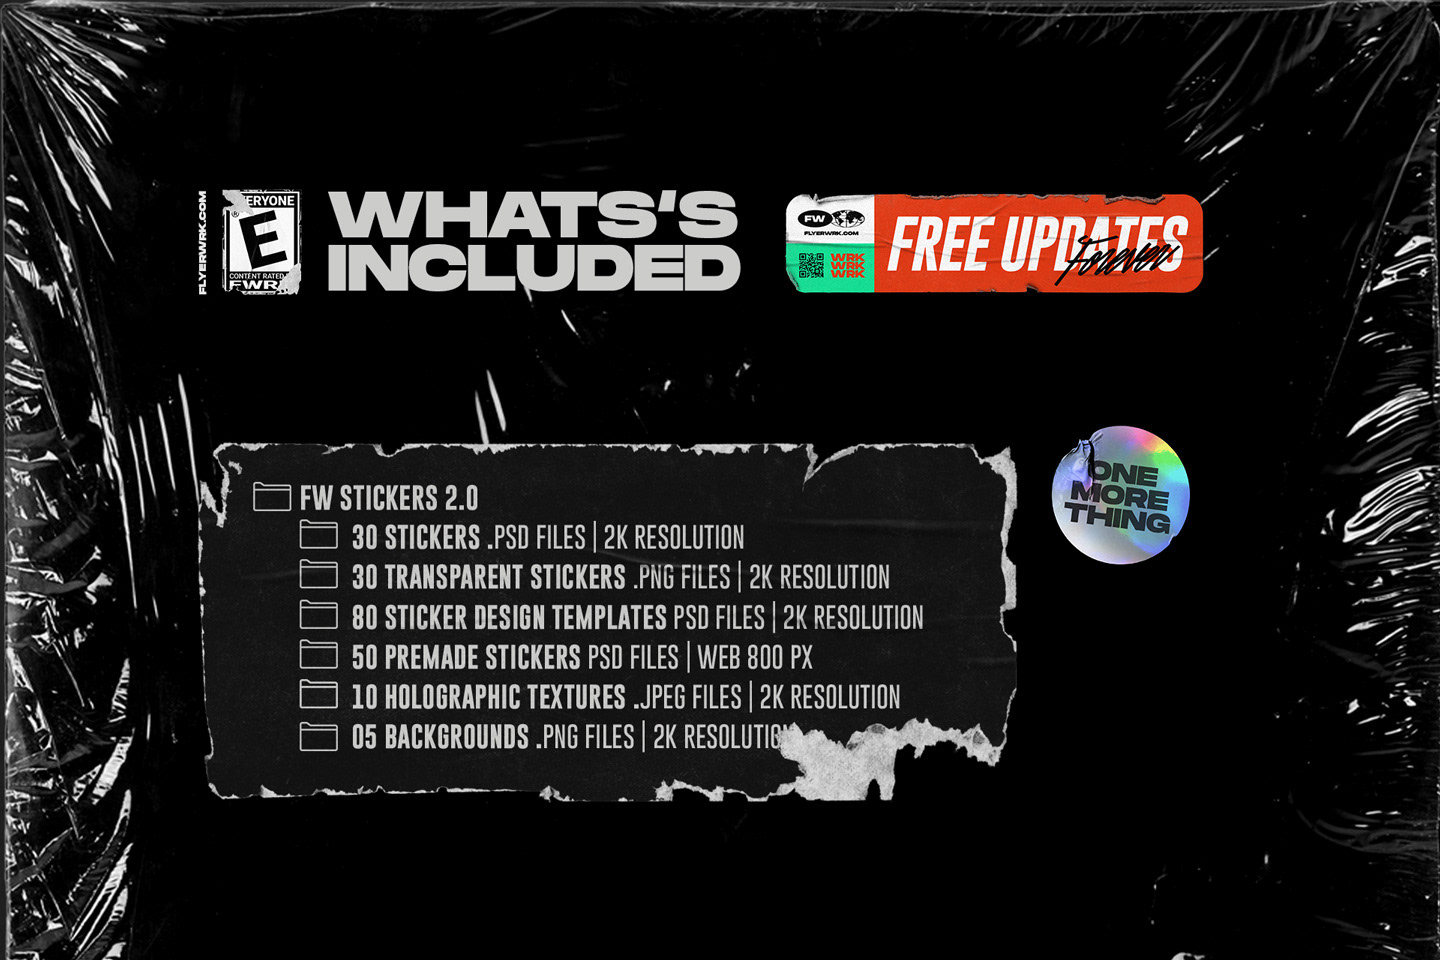 FLYERWRK.COM
EVERYONE
E
CONTENT RATED
FWRK
WHATS'S
INCLUDED
FW
FLYERWRK.COM
WRK
WRK
WRK
FREE UPDATES
Forever
ONE
MORE
THING
FW STICKERS 2.0
30 STICKERS .PSD FILES | 2K RESOLUTION
30 TRANSPARENT STICKERS .PNG FILES | 2K RESOLUTION
80 STICKER DESIGN TEMPLATES PSD FILES | 2K RESOLUTION
50 PREMADE STICKERS PSD FILES | WEB 800 PX
10 HOLOGRAPHIC TEXTURES .JPEG FILES | 2K RESOLUTION
05 BACKGROUNDS .PNG FILES | 2K RESOLUTION